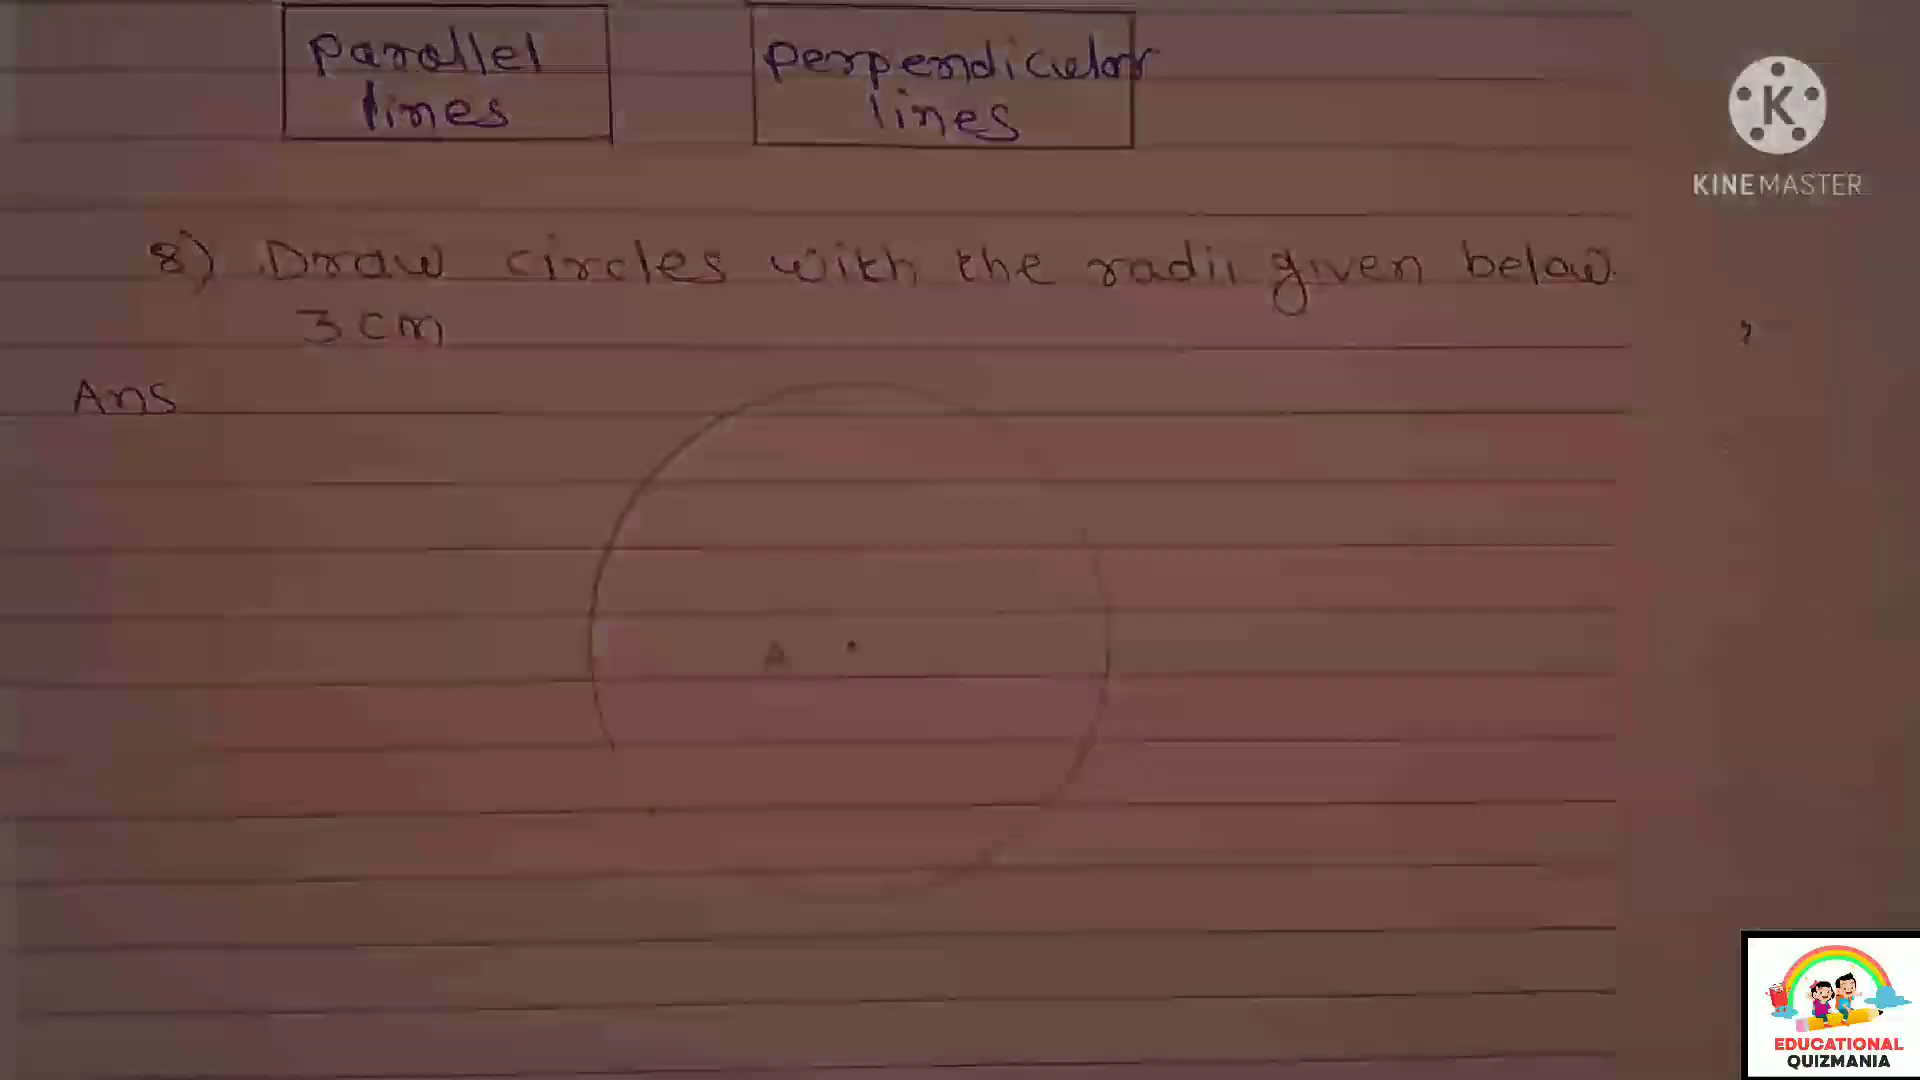 Parallel lines
perpendicular lines
K
KINEMASTER
8) Draw circles with the radii given below.
3 cm
,
Ans
A
EDUCATIONAL
QUIZMANIA